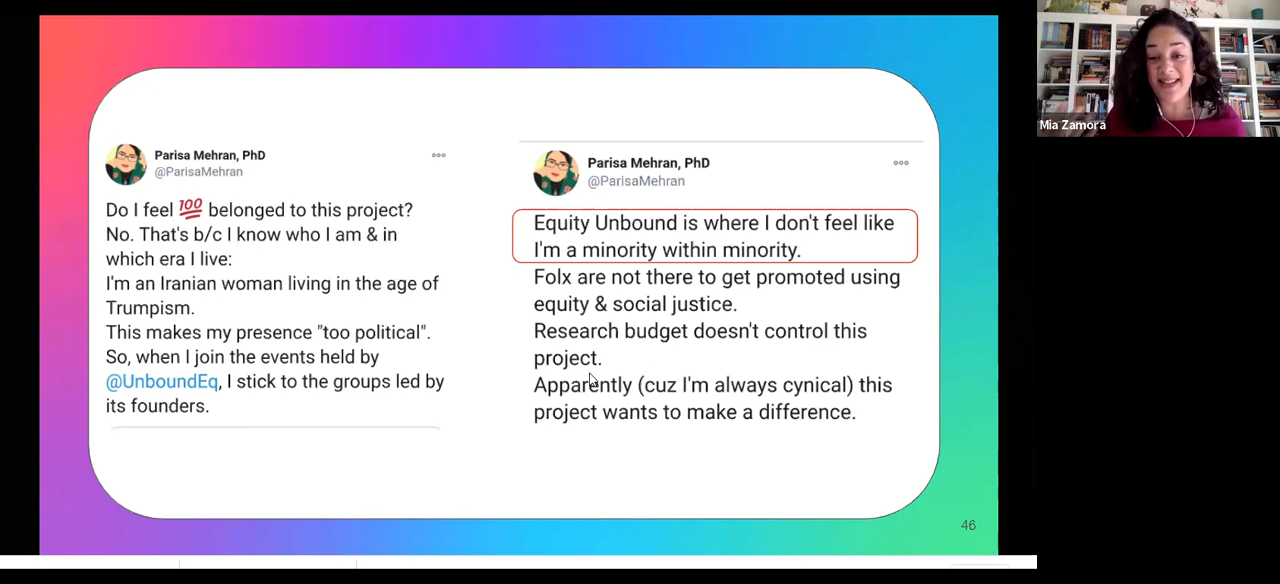 Parisa Mehran, PhD
@ParisaMehran
Do I feel 💯 belonged to this project?
No. That's b/c I know who I am & in
which era I live:
I'm an Iranian woman living in the age of
Trumpism.
This makes my presence "too political".
So, when I join the events held by
@UnboundEq, I stick to the groups led by
its founders.
Parisa Mehran, PhD
@ParisaMehran
Equity Unbound is where I don't feel like
I'm a minority within minority.
Folx are not there to get promoted using
equity & social justice.
Research budget doesn't control this
project.
Apparently (cuz I'm always cynical) this
project wants to make a difference.
46
Mia Zamora